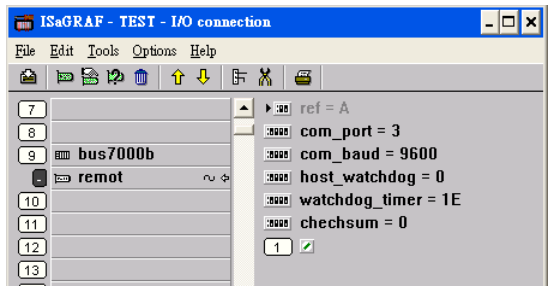 ISaGRAF - TEST - I/O connection
File Edit Tools Options Help
7
8
9 bus7000b
- remot
10
11
12
13
ref = A
com_port = 3
com_baud = 9600
host_watchdog = 0
watchdog_timer = 1E
chechsum = 0
1